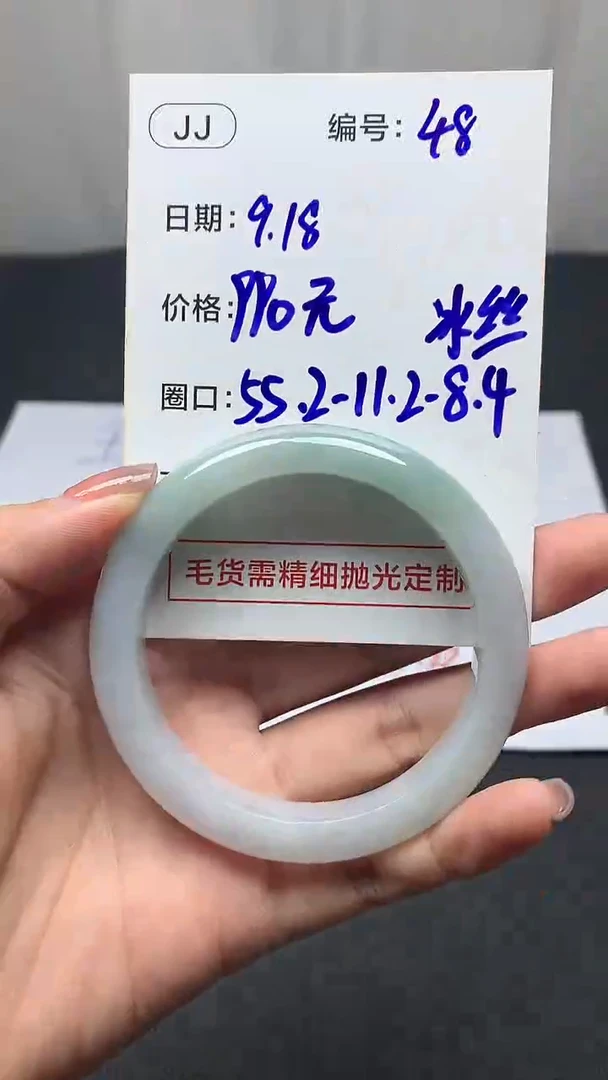 JJ 编号: 48
日期: 9.18
价格: 990元 冰丝
圈口: 55.2-11.2-8.4
毛货需精细抛光定制